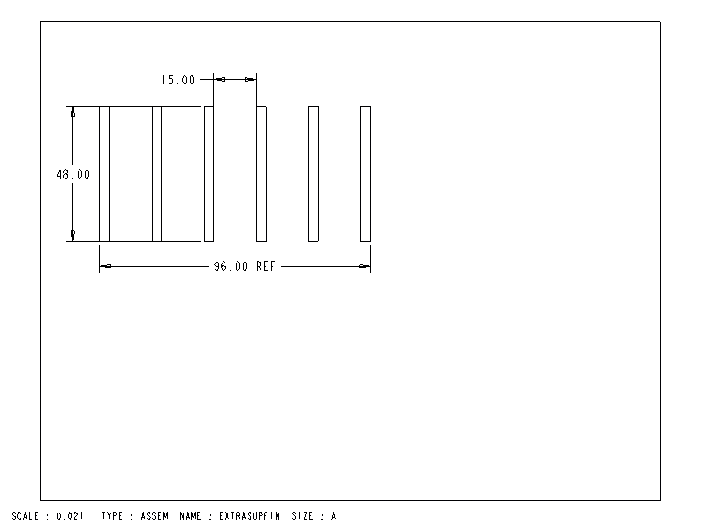 15.00
48.00
96.00 REF
SCALE : 0.021 TYPE : ASSEM NAME : EXTRASUPFIN SIZE : A